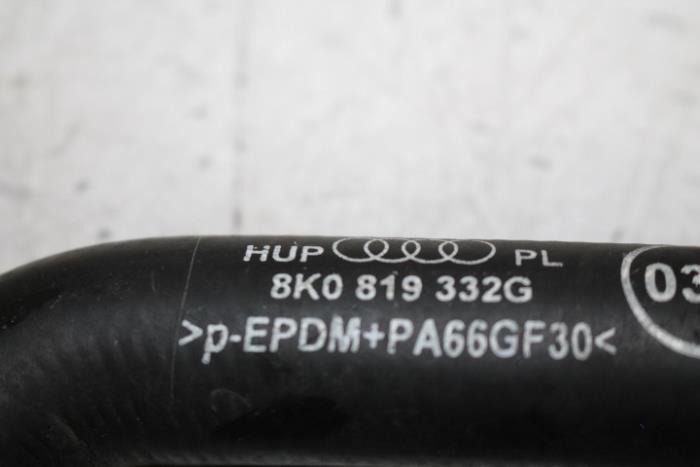 HUP PL
8K0 819 332G
>p-EPDM+PA66GF30<
03